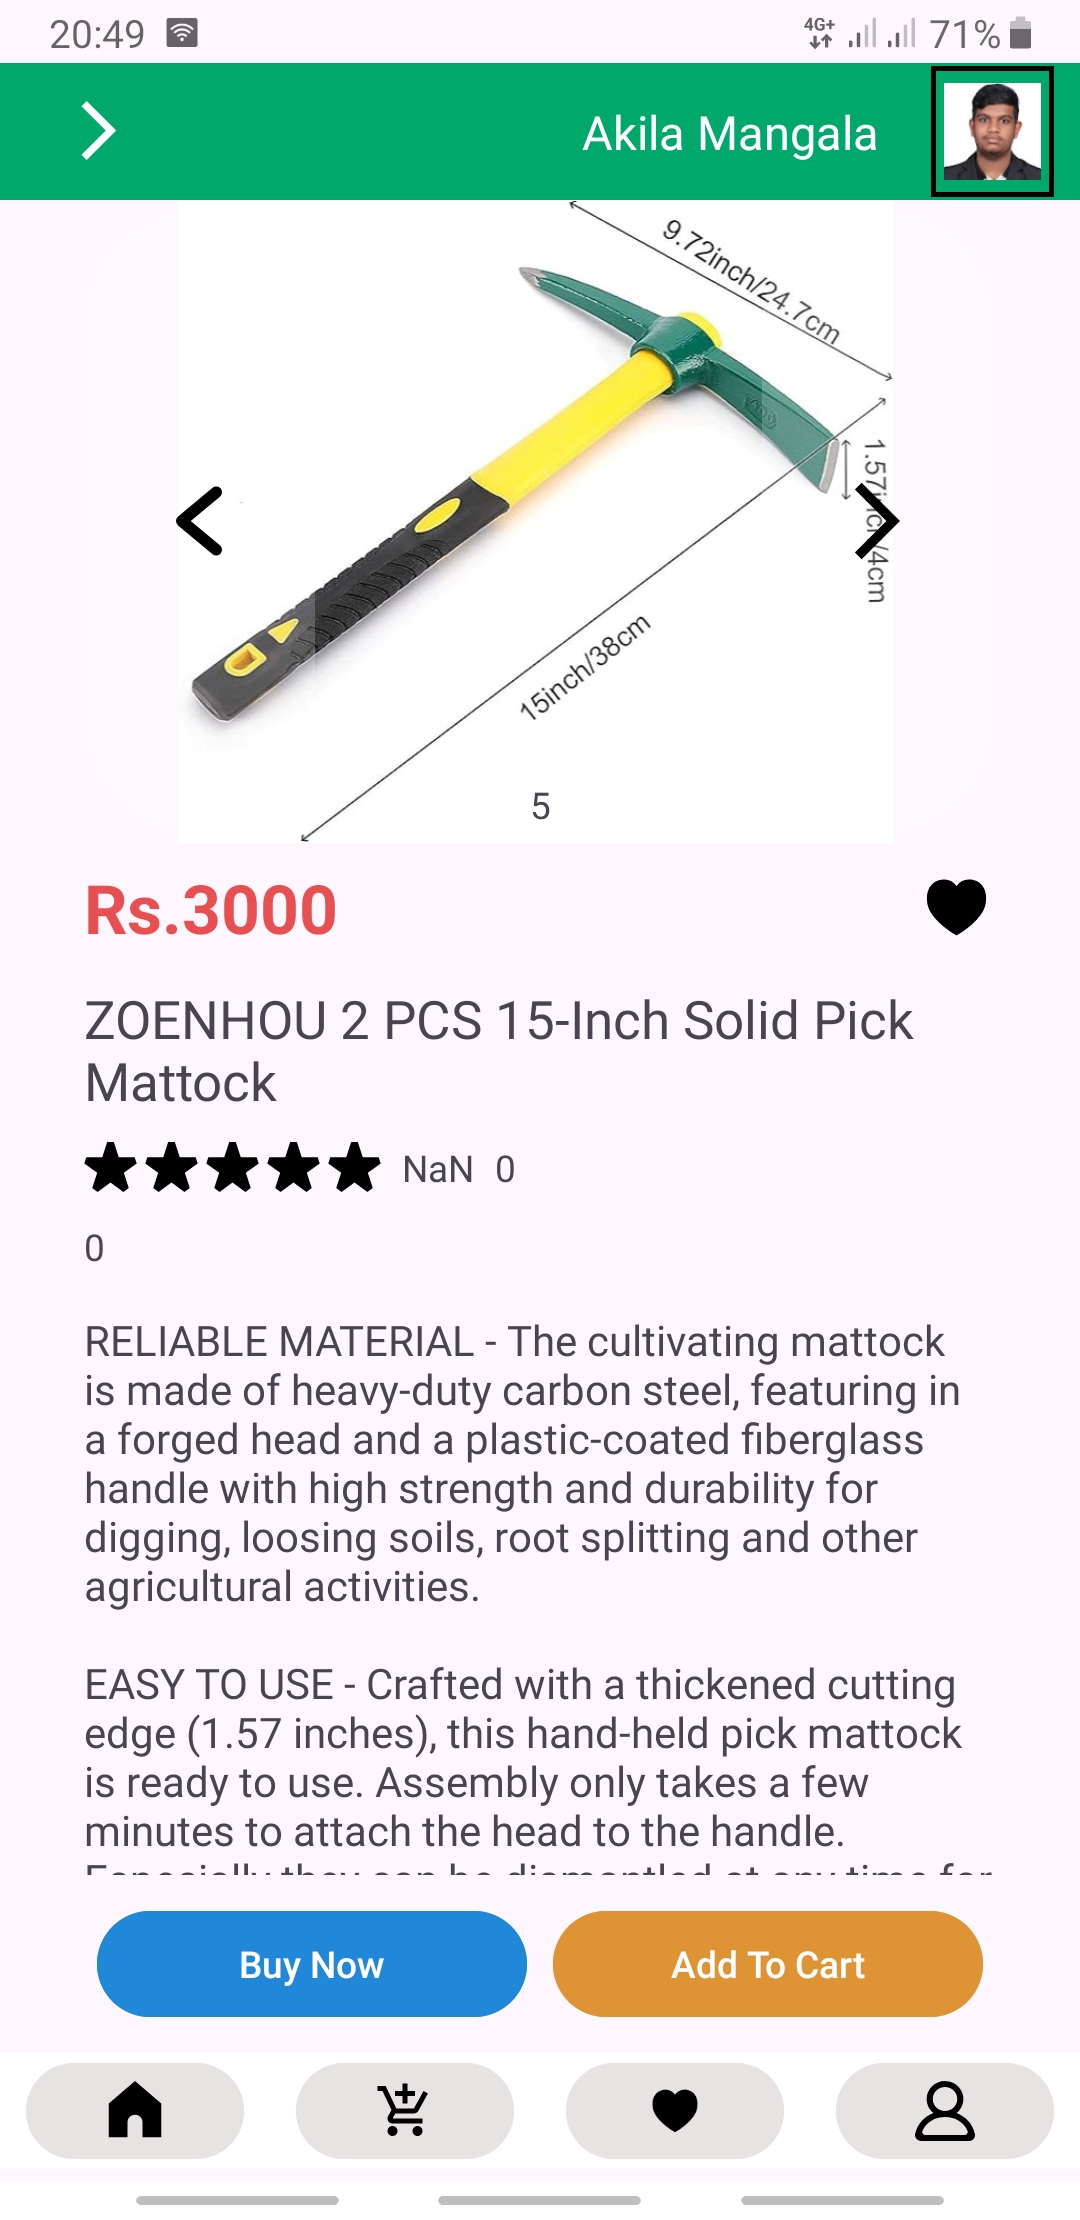 20:49 4G+ 71%
Akila Mangala
9.72inch/24.7cm
15inch/38cm
5
Rs.3000
ZOENHOU 2 PCS 15-Inch Solid Pick
Mattock
NaN 0
0
RELIABLE MATERIAL - The cultivating mattock
is made of heavy-duty carbon steel, featuring in
a forged head and a plastic-coated fiberglass
handle with high strength and durability for
digging, loosing soils, root splitting and other
agricultural activities.
EASY TO USE - Crafted with a thickened cutting
edge (1.57 inches), this hand-held pick mattock
is ready to use. Assembly only takes a few
minutes to attach the head to the handle.
Buy Now Add To Cart